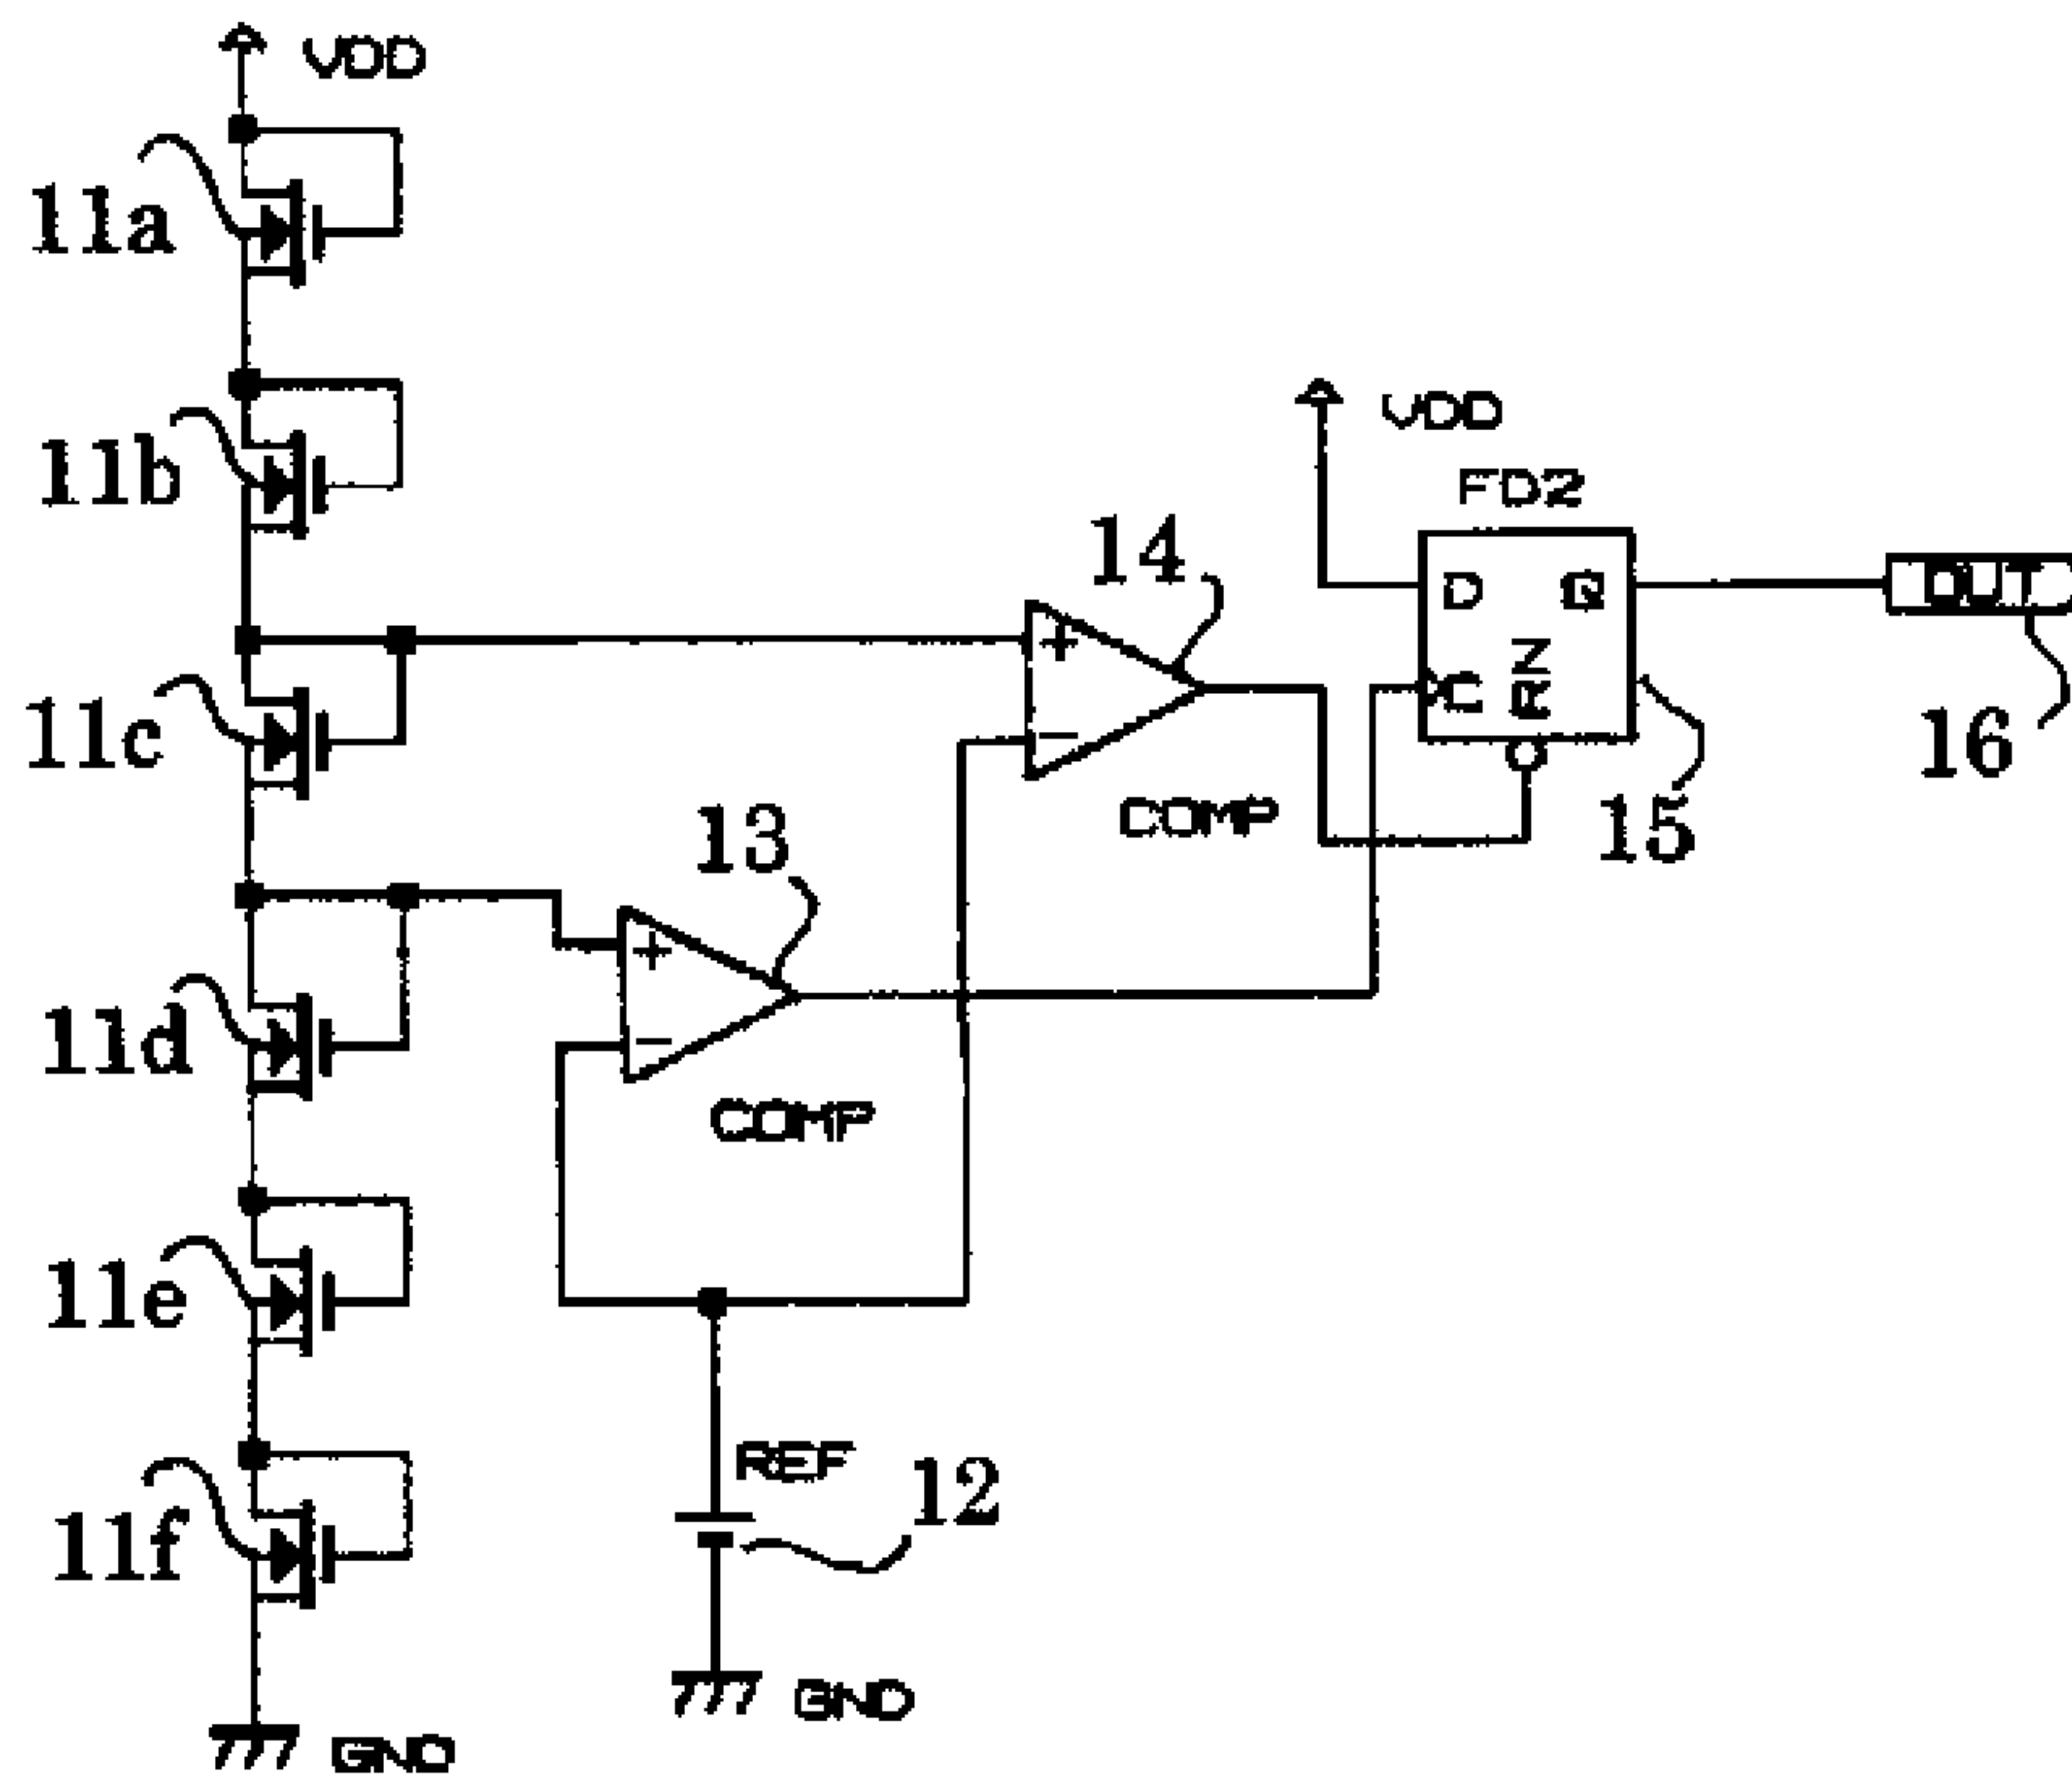 VDD
11a
11b
VDD
FD2
14
D Q
OUT
+
Z
C Q
11c
−
16
COMP
13
15
+
11d
−
COMP
11e
REF
12
11f
GND
GND